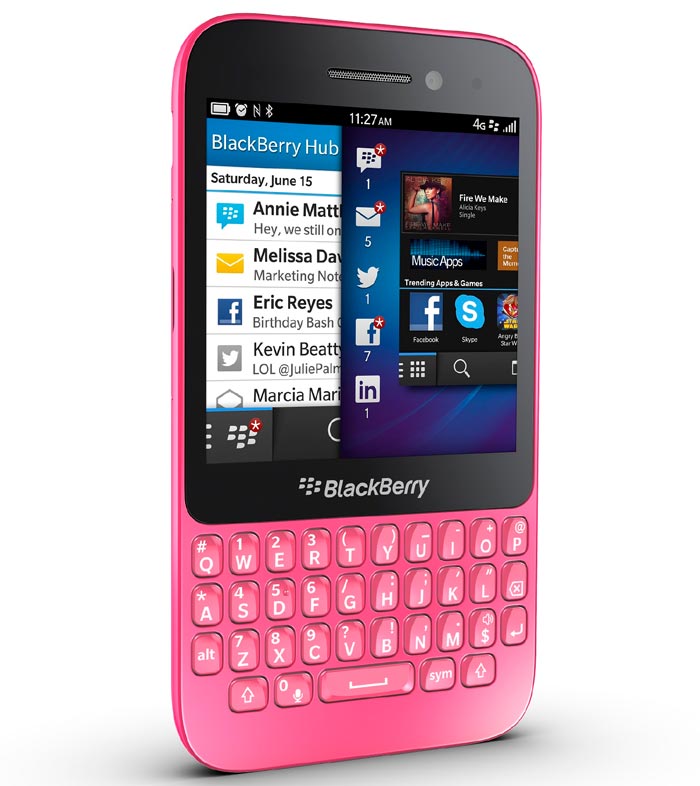 11:27AM
4G
BlackBerry Hub
Saturday, June 15
Annie Matt
Hey, we still on
Melissa Dav
Marketing Note
Eric Reyes
Birthday Bash
Kevin Beatty
LOL @JuliePalm
Marcia Mari
1
5
1
7
in
1
Fire We Make
Alicia Keys
Single
Music Apps
Trending Apps & Games
Facebook
Skype
Angry B
Star W
BlackBerry
# 1 2 3 ( ) _ - + @
Q W E R T Y U I O P
* 4 5 6 / : ; ' "
A S D F G H J K L
alt
7 8 9 ? ! , .
Z X C V B N M $
0
sym